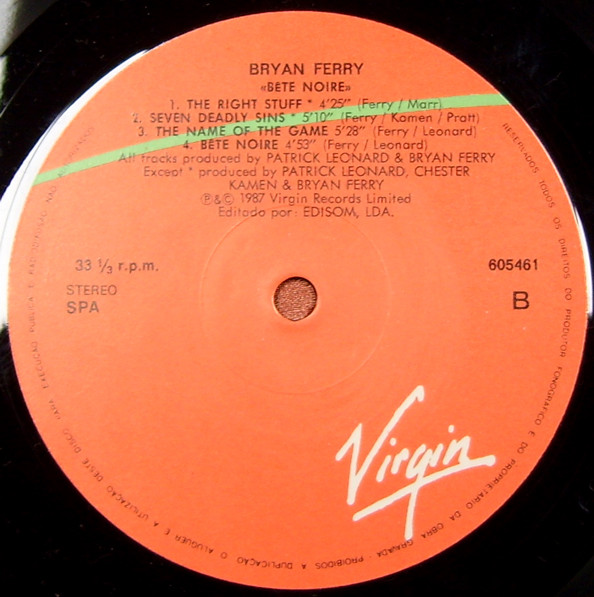 BRYAN FERRY
«BÊTE NOIRE»
1. THE RIGHT STUFF * 4'25" (Ferry / Marr)
2. SEVEN DEADLY SINS * 5'10" (Ferry / Kamen / Pratt)
3. THE NAME OF THE GAME 5'28" (Ferry / Leonard)
4. BÊTE NOIRE 4'53" (Ferry / Leonard)
All tracks produced by PATRICK LEONARD & BRYAN FERRY
Except * produced by PATRICK LEONARD, CHESTER
KAMEN & BRYAN FERRY
℗&© 1987 Virgin Records Limited
Editado por: EDISOM, LDA.
33 1/3 r.p.m.
605461
STEREO
SPA
B
Virgin
RESERVADOS TODOS OS DIREITOS DO PRODUTOR FONOGRÁFICO E DO PROPRIETÁRIO DA OBRA GRAVADA - PROIBIDOS A DUPLICAÇÃO O ALUGUER E A UTILIZAÇÃO DESTE DISCO PARA EXECUÇÃO PÚBLICA E RADIODIFUSÃO NÃO